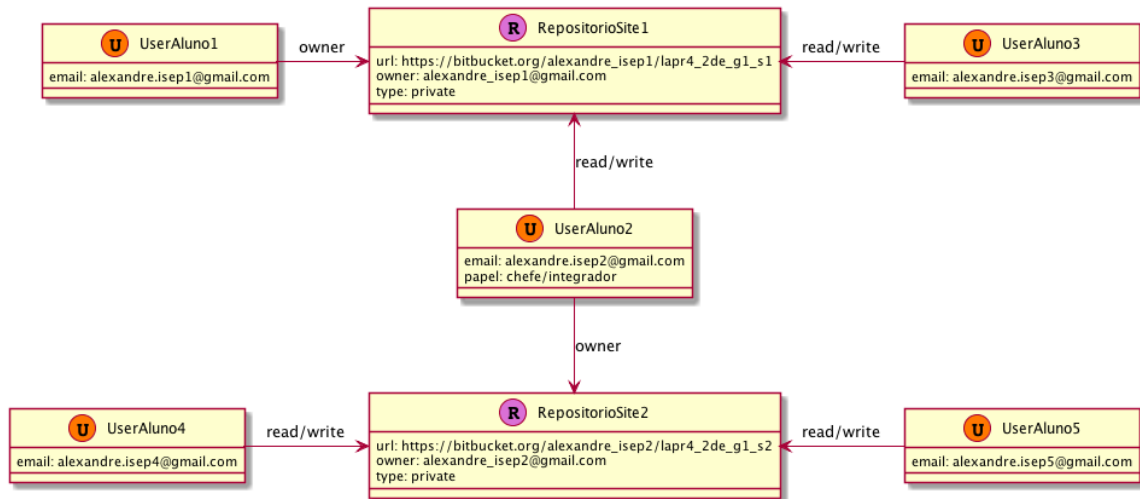 U UserAluno1
email: alexandre.isep1@gmail.com
owner
R RepositorioSite1
url: https://bitbucket.org/alexandre_isep1/lapr4_2de_g1_s1
owner: alexandre_isep1@gmail.com
type: private
read/write
U UserAluno3
email: alexandre.isep3@gmail.com
read/write
U UserAluno2
email: alexandre.isep2@gmail.com
papel: chefe/integrador
owner
U UserAluno4
email: alexandre.isep4@gmail.com
read/write
R RepositorioSite2
url: https://bitbucket.org/alexandre_isep2/lapr4_2de_g1_s2
owner: alexandre_isep2@gmail.com
type: private
read/write
U UserAluno5
email: alexandre.isep5@gmail.com